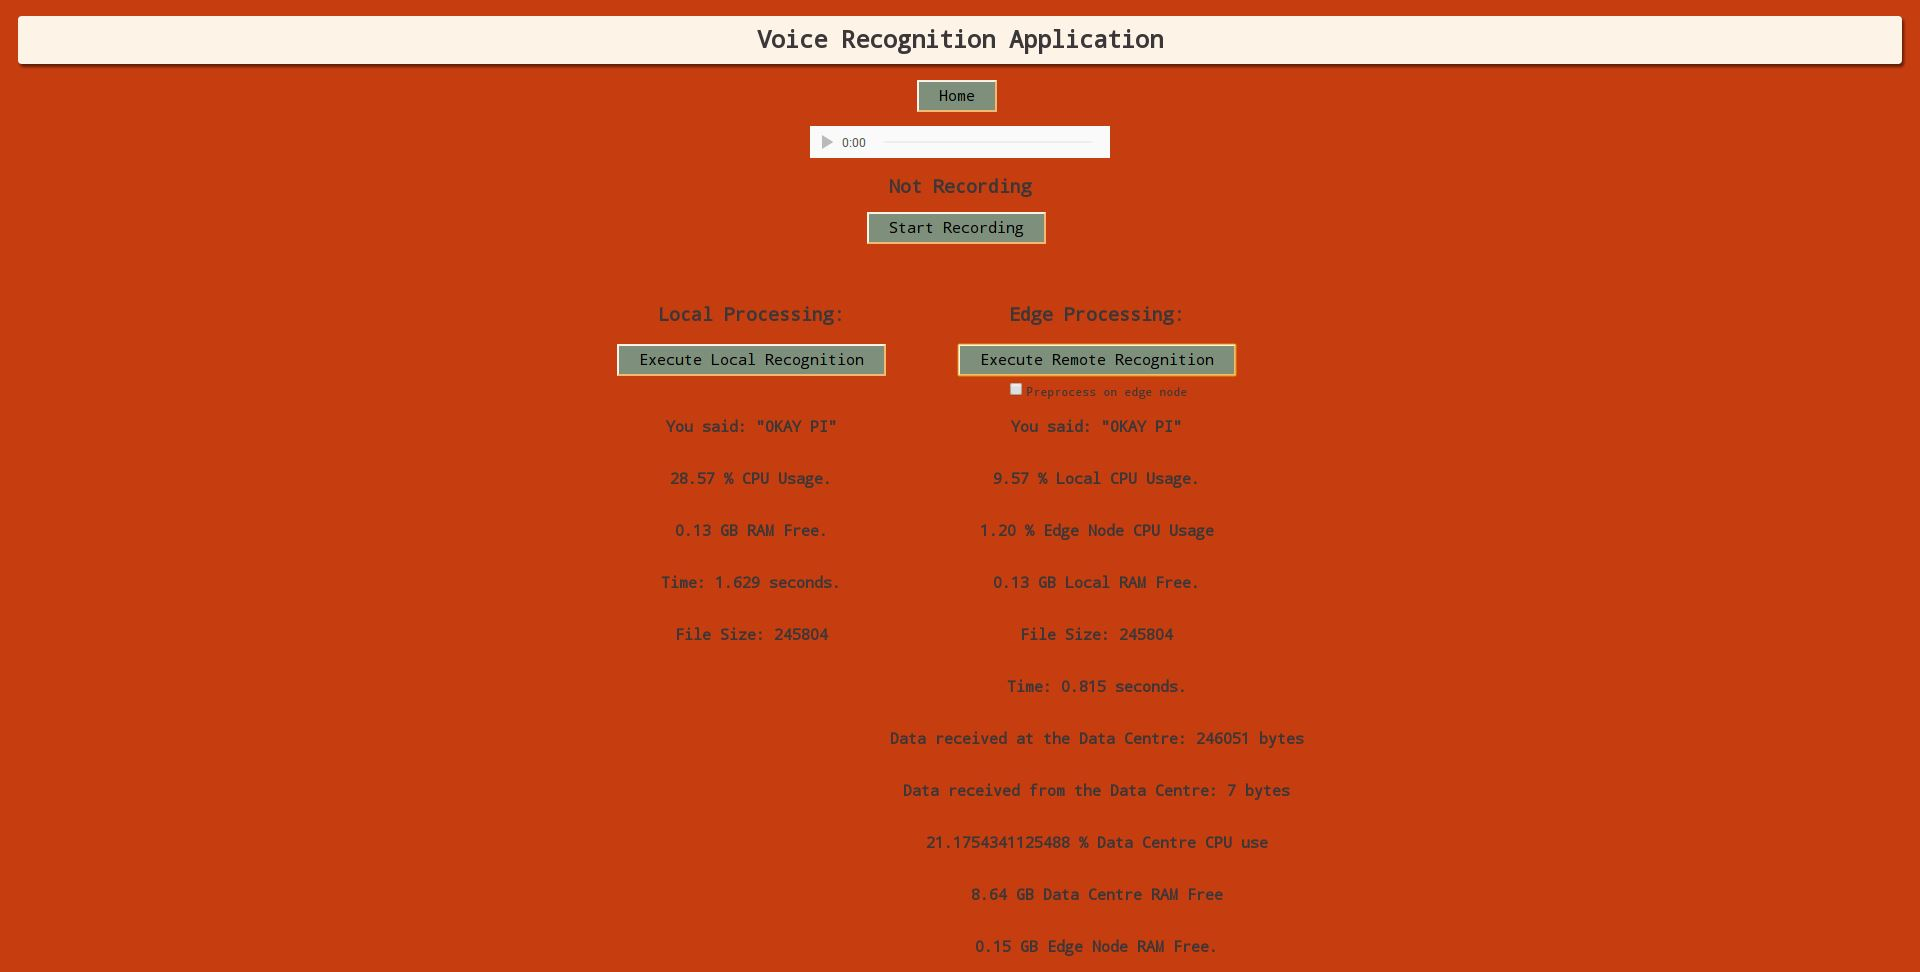 Voice Recognition Application
Home
0:00
Not Recording
Start Recording
Local Processing:
Execute Local Recognition
You said: "OKAY PI"
28.57 % CPU Usage.
0.13 GB RAM Free.
Time: 1.629 seconds.
File Size: 245804
Edge Processing:
Execute Remote Recognition
Preprocess on edge node
You said: "OKAY PI"
9.57 % Local CPU Usage.
1.20 % Edge Node CPU Usage
0.13 GB Local RAM Free.
File Size: 245804
Time: 0.815 seconds.
Data received at the Data Centre: 246051 bytes
Data received from the Data Centre: 7 bytes
21.1754341125488 % Data Centre CPU use
8.64 GB Data Centre RAM Free
0.15 GB Edge Node RAM Free.